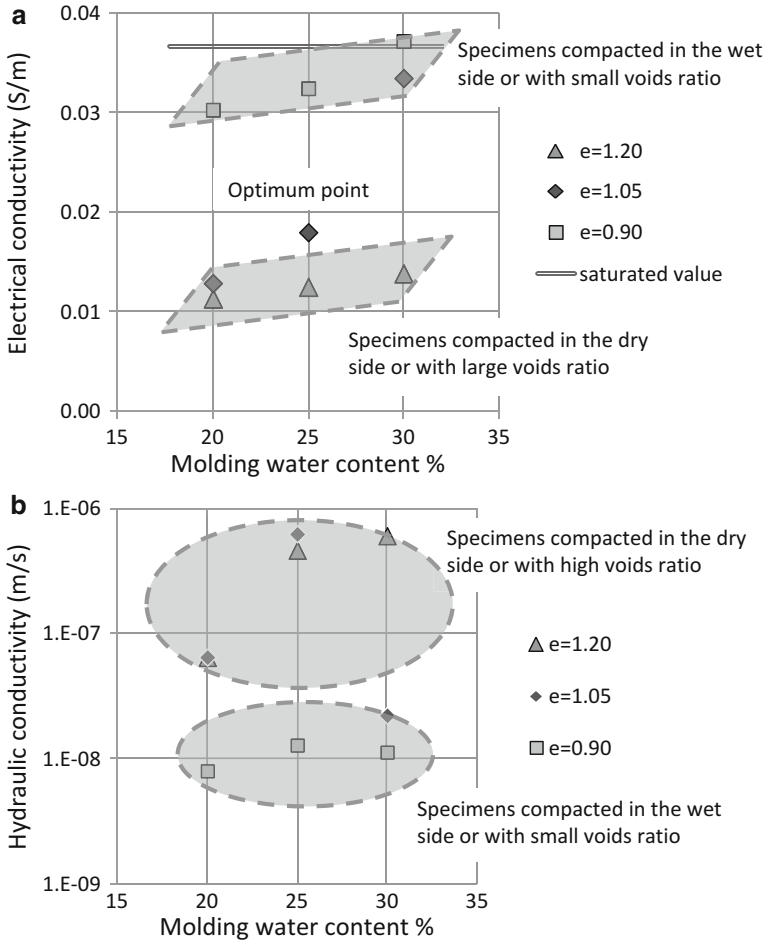 a
Electrical conductivity (S/m)
0.04
0.03
0.02
0.01
0.00
15
20
25
30
35
Molding water content %
Specimens compacted in the wet
side or with small voids ratio
Optimum point
Specimens compacted in the dry
side or with large voids ratio
e=1.20
e=1.05
e=0.90
saturated value
b
Hydraulic conductivity (m/s)
1.E-06
1.E-07
1.E-08
1.E-09
15
20
25
30
35
Molding water content %
Specimens compacted in the dry
side or with high voids ratio
e=1.20
e=1.05
e=0.90
Specimens compacted in the wet
side or with small voids ratio